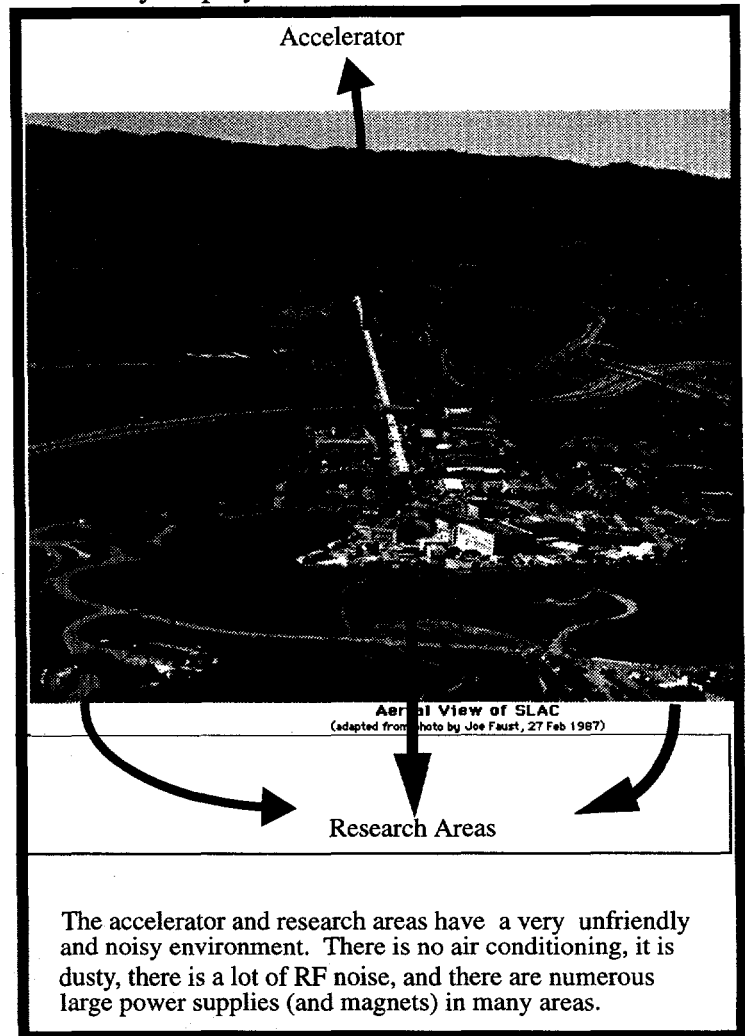 Accelerator
Aerial View of SLAC
(adapted from photo by Joe Faust, 27 Feb 1987)
Research Areas
The accelerator and research areas have a very unfriendly
and noisy environment. There is no air conditioning, it is
dusty, there is a lot of RF noise, and there are numerous
large power supplies (and magnets) in many areas.